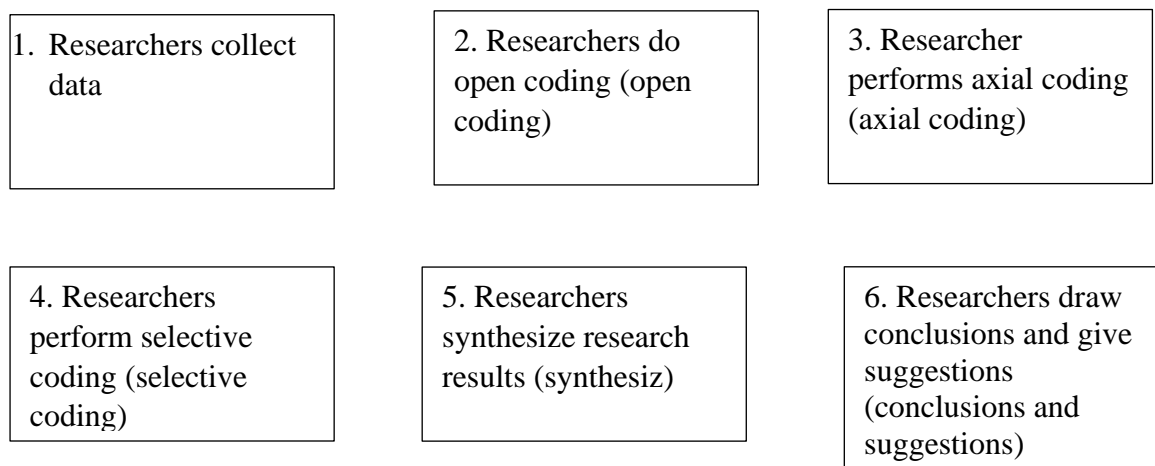 1. Researchers collect
data
2. Researchers do
open coding (open
coding)
3. Researcher
performs axial coding
(axial coding)
4. Researchers
perform selective
coding (selective
coding)
5. Researchers
synthesize research
results (synthesiz)
6. Researchers draw
conclusions and give
suggestions
(conclusions and
suggestions)